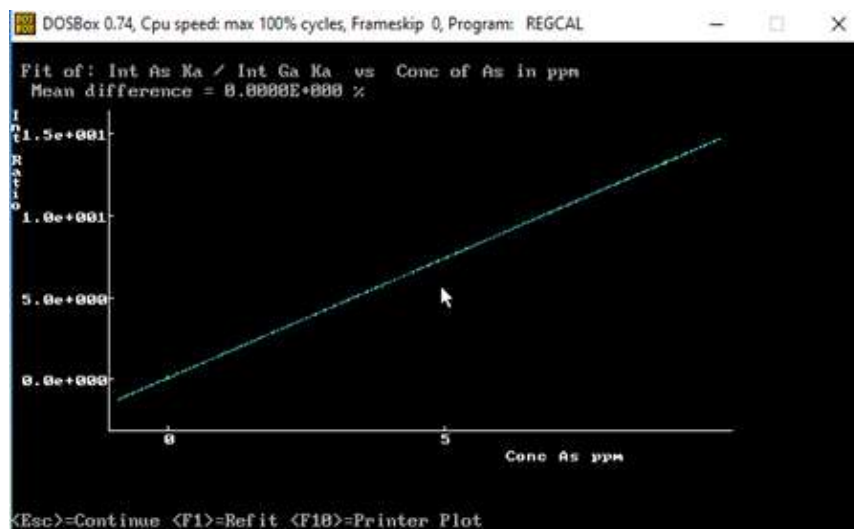 DOSBox 0.74, Cpu speed: max 100% cycles, Frameskip 0, Program: REGCAL
Fit of: Int As Ka / Int Ga Ka vs Conc of As in ppm
Mean difference = 0.0000E+000 %
Int Ratio
1.5e+001
1.0e+001
5.0e+000
0.0e+000
0 5
Conc As ppm
<Esc>=Continue <F1>=Refit <F10>=Printer Plot